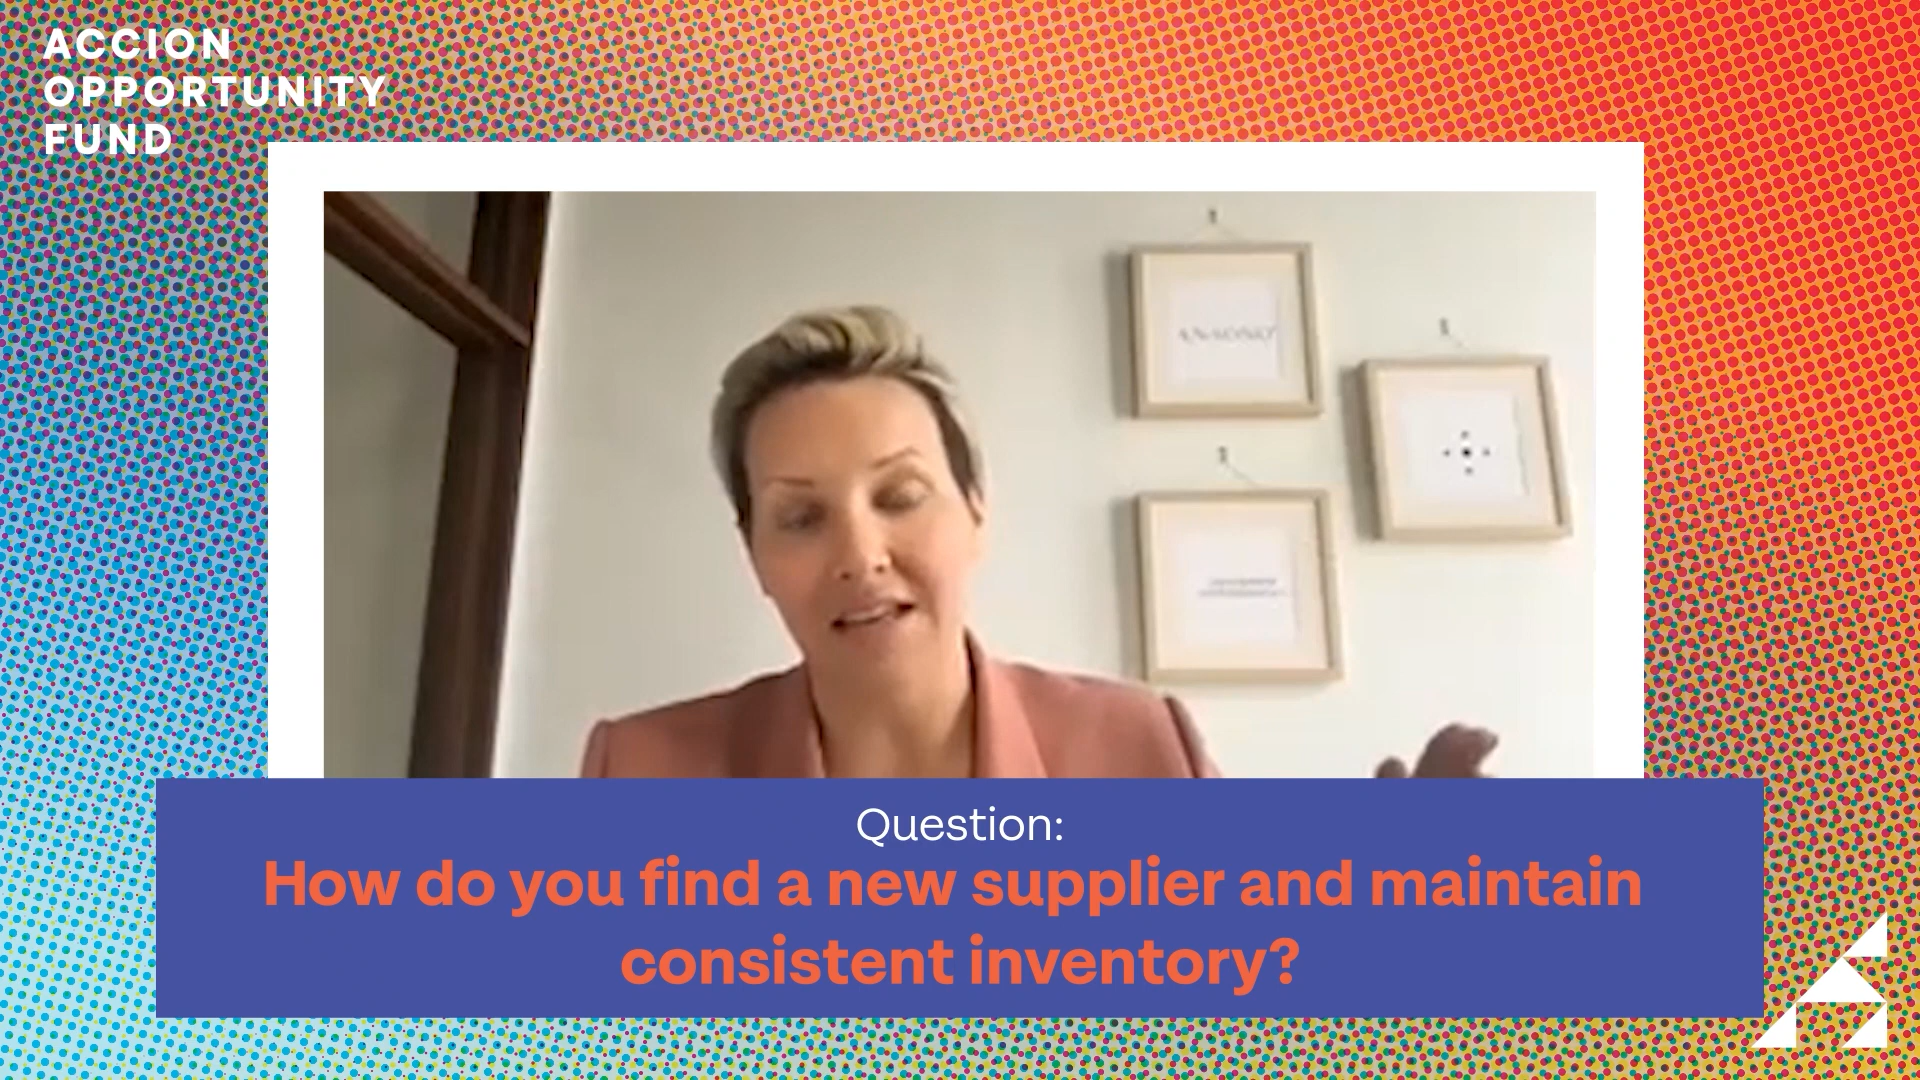 ACCION
OPPORTUNITY
FUND
Question:
How do you find a new supplier and maintain
consistent inventory?